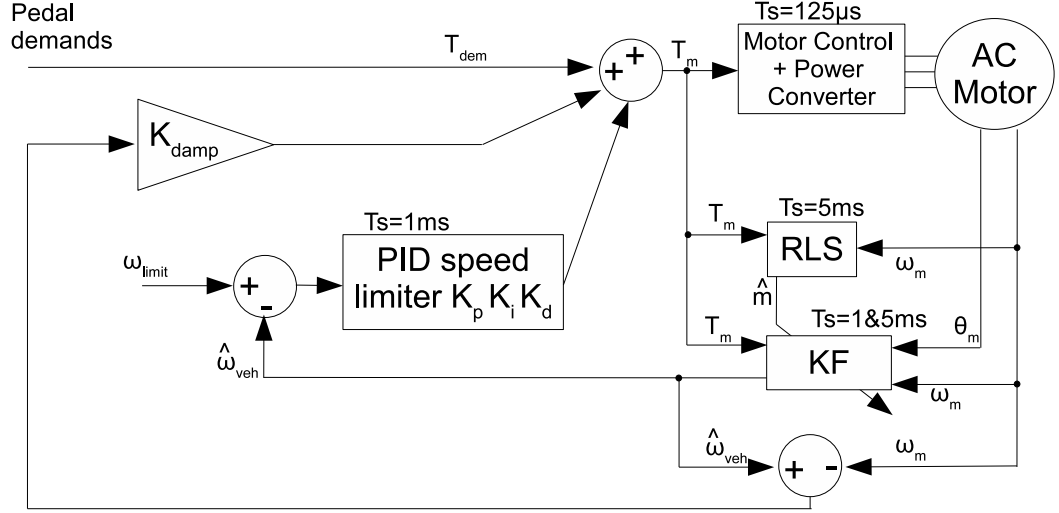 Pedal
demands
T_dem
+
+
T_m
Ts=125µs
Motor Control
+ Power
Converter
AC
Motor
K_damp
Ts=1ms
PID speed
limiter K_p K_i K_d
ω_limit
+
-
ω̂_veh
T_m
Ts=5ms
RLS
ω_m
m̂
Ts=1&5ms
T_m
KF
θ_m
ω_m
ω̂_veh
+
-
ω_m